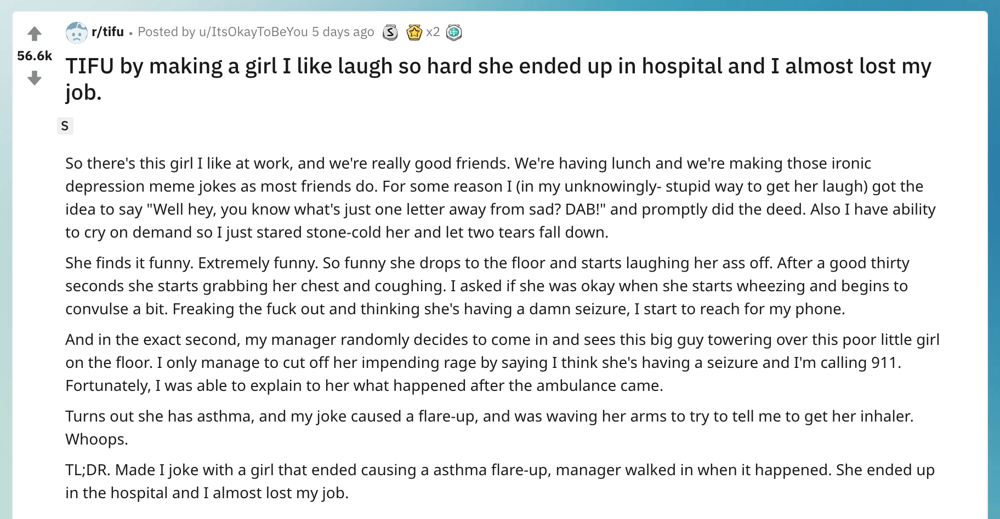 r/tifu • Posted by u/ItsOkayToBeYou 5 days ago S x2
56.6k
TIFU by making a girl I like laugh so hard she ended up in hospital and I almost lost my
job.
S
So there's this girl I like at work, and we're really good friends. We're having lunch and we're making those ironic
depression meme jokes as most friends do. For some reason I (in my unknowingly- stupid way to get her laugh) got the
idea to say "Well hey, you know what's just one letter away from sad? DAB!" and promptly did the deed. Also I have ability
to cry on demand so I just stared stone-cold her and let two tears fall down.
She finds it funny. Extremely funny. So funny she drops to the floor and starts laughing her ass off. After a good thirty
seconds she starts grabbing her chest and coughing. I asked if she was okay when she starts wheezing and begins to
convulse a bit. Freaking the fuck out and thinking she's having a damn seizure, I start to reach for my phone.
And in the exact second, my manager randomly decides to come in and sees this big guy towering over this poor little girl
on the floor. I only manage to cut off her impending rage by saying I think she's having a seizure and I'm calling 911.
Fortunately, I was able to explain to her what happened after the ambulance came.
Turns out she has asthma, and my joke caused a flare-up, and was waving her arms to try to tell me to get her inhaler.
Whoops.
TL;DR. Made I joke with a girl that ended causing a asthma flare-up, manager walked in when it happened. She ended up
in the hospital and I almost lost my job.